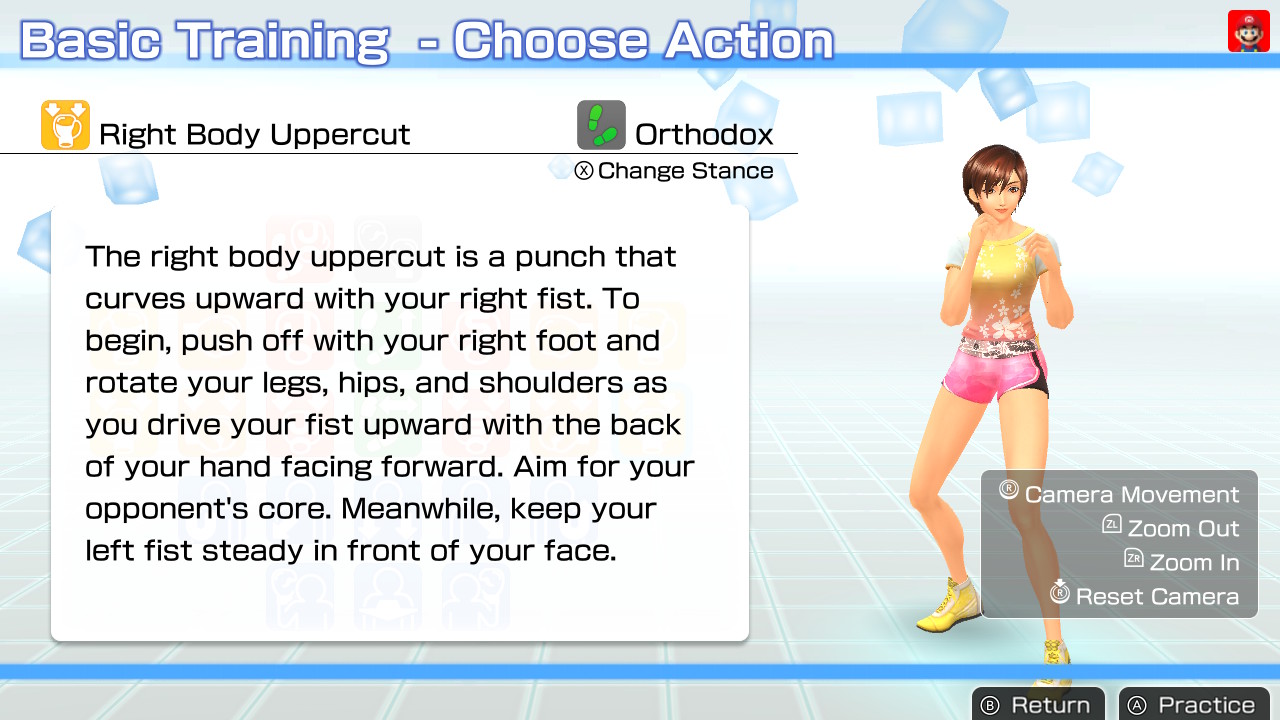 Basic Training - Choose Action
Right Body Uppercut
Orthodox
X Change Stance
The right body uppercut is a punch that
curves upward with your right fist. To
begin, push off with your right foot and
rotate your legs, hips, and shoulders as
you drive your fist upward with the back
of your hand facing forward. Aim for your
opponent's core. Meanwhile, keep your
left fist steady in front of your face.
R Camera Movement
ZL Zoom Out
ZR Zoom In
R Reset Camera
B Return
A Practice